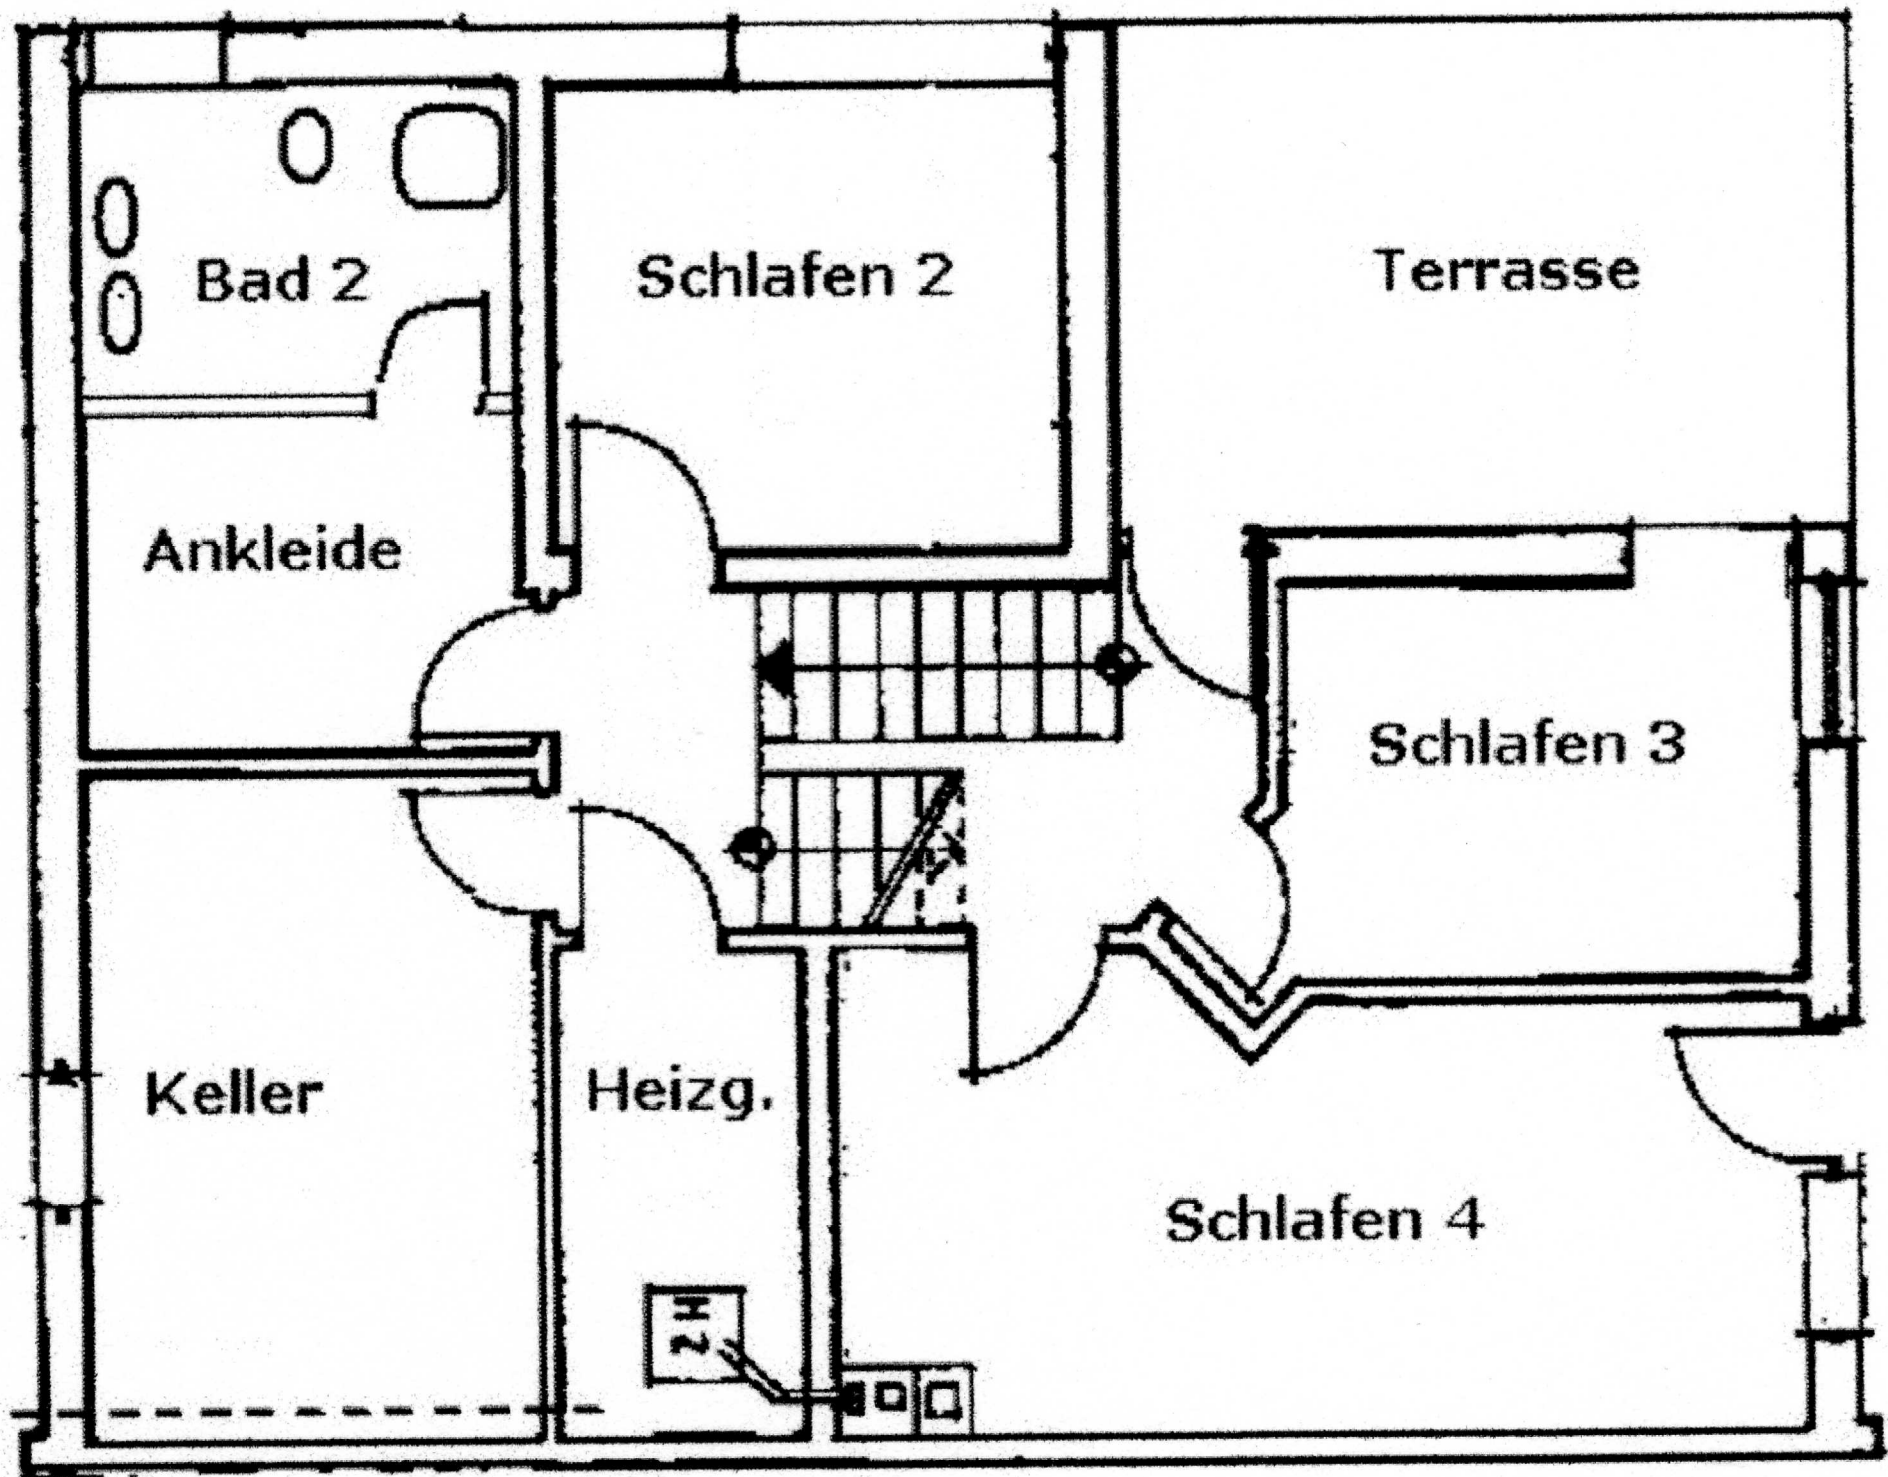 Bad 2
Schlafen 2
Terrasse
Ankleide
Schlafen 3
Keller
Heizg.
Schlafen 4
HZ